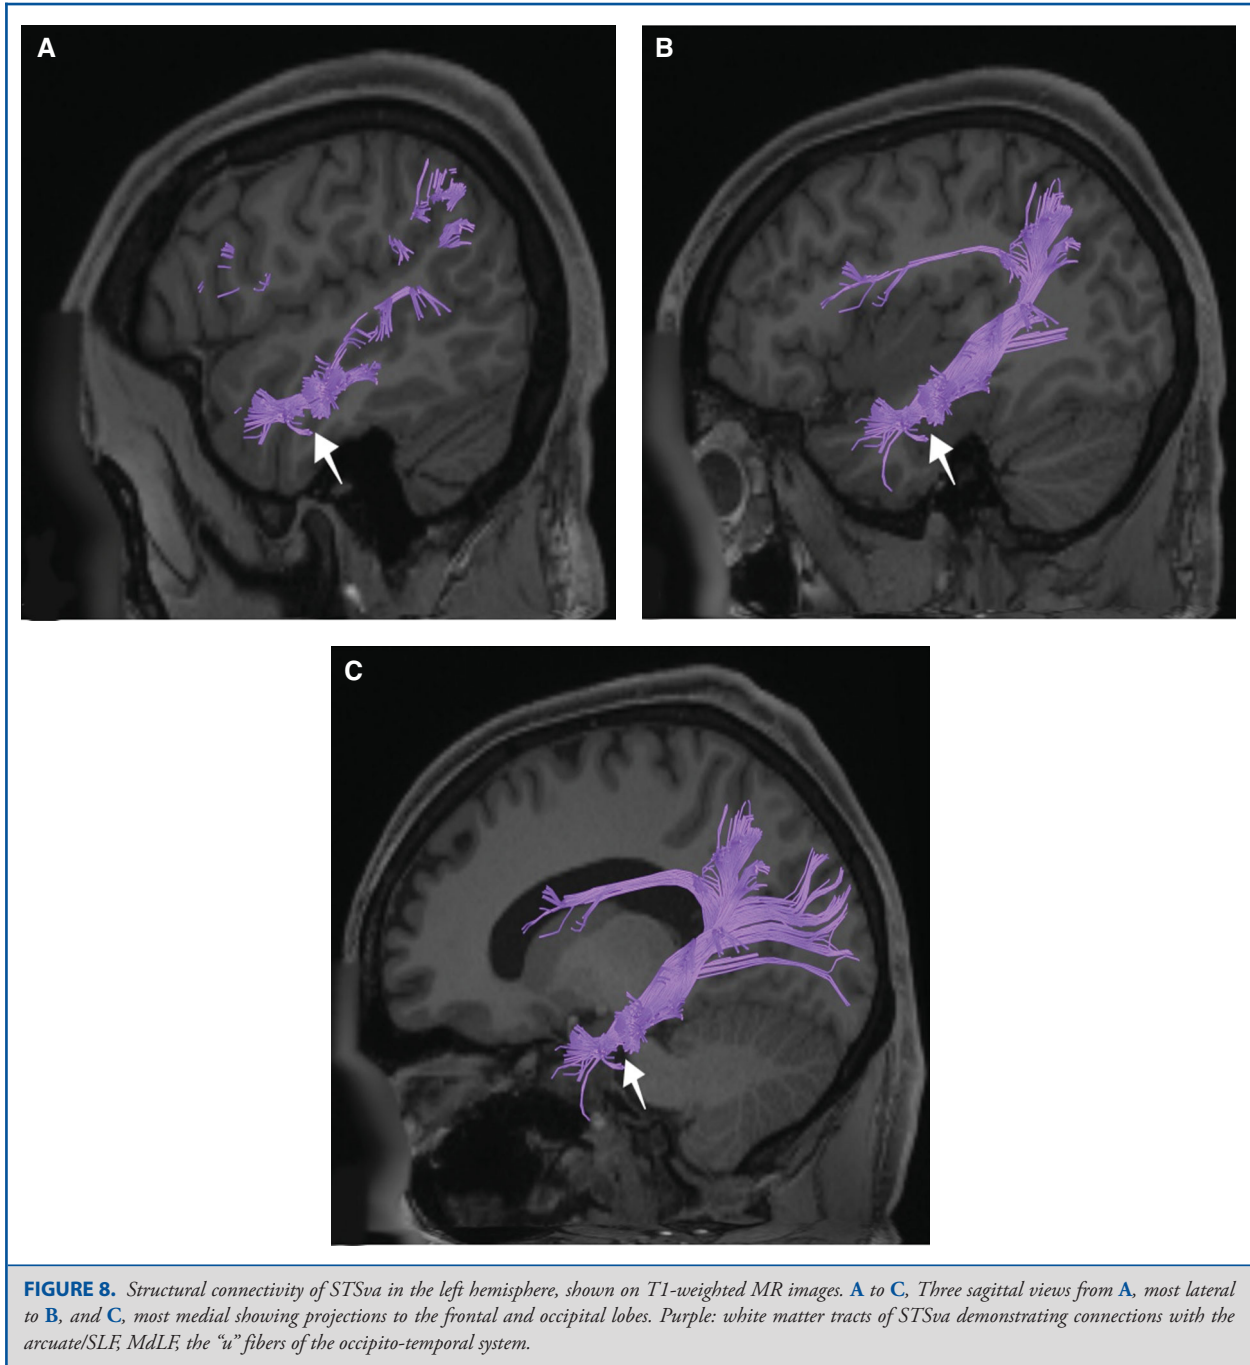 A
B
C
FIGURE 8. Structural connectivity of STSva in the left hemisphere, shown on T1-weighted MR images. A to C, Three sagittal views from A, most lateral
to B, and C, most medial showing projections to the frontal and occipital lobes. Purple: white matter tracts of STSva demonstrating connections with the
arcuate/SLF, MdLF, the “u” fibers of the occipito-temporal system.